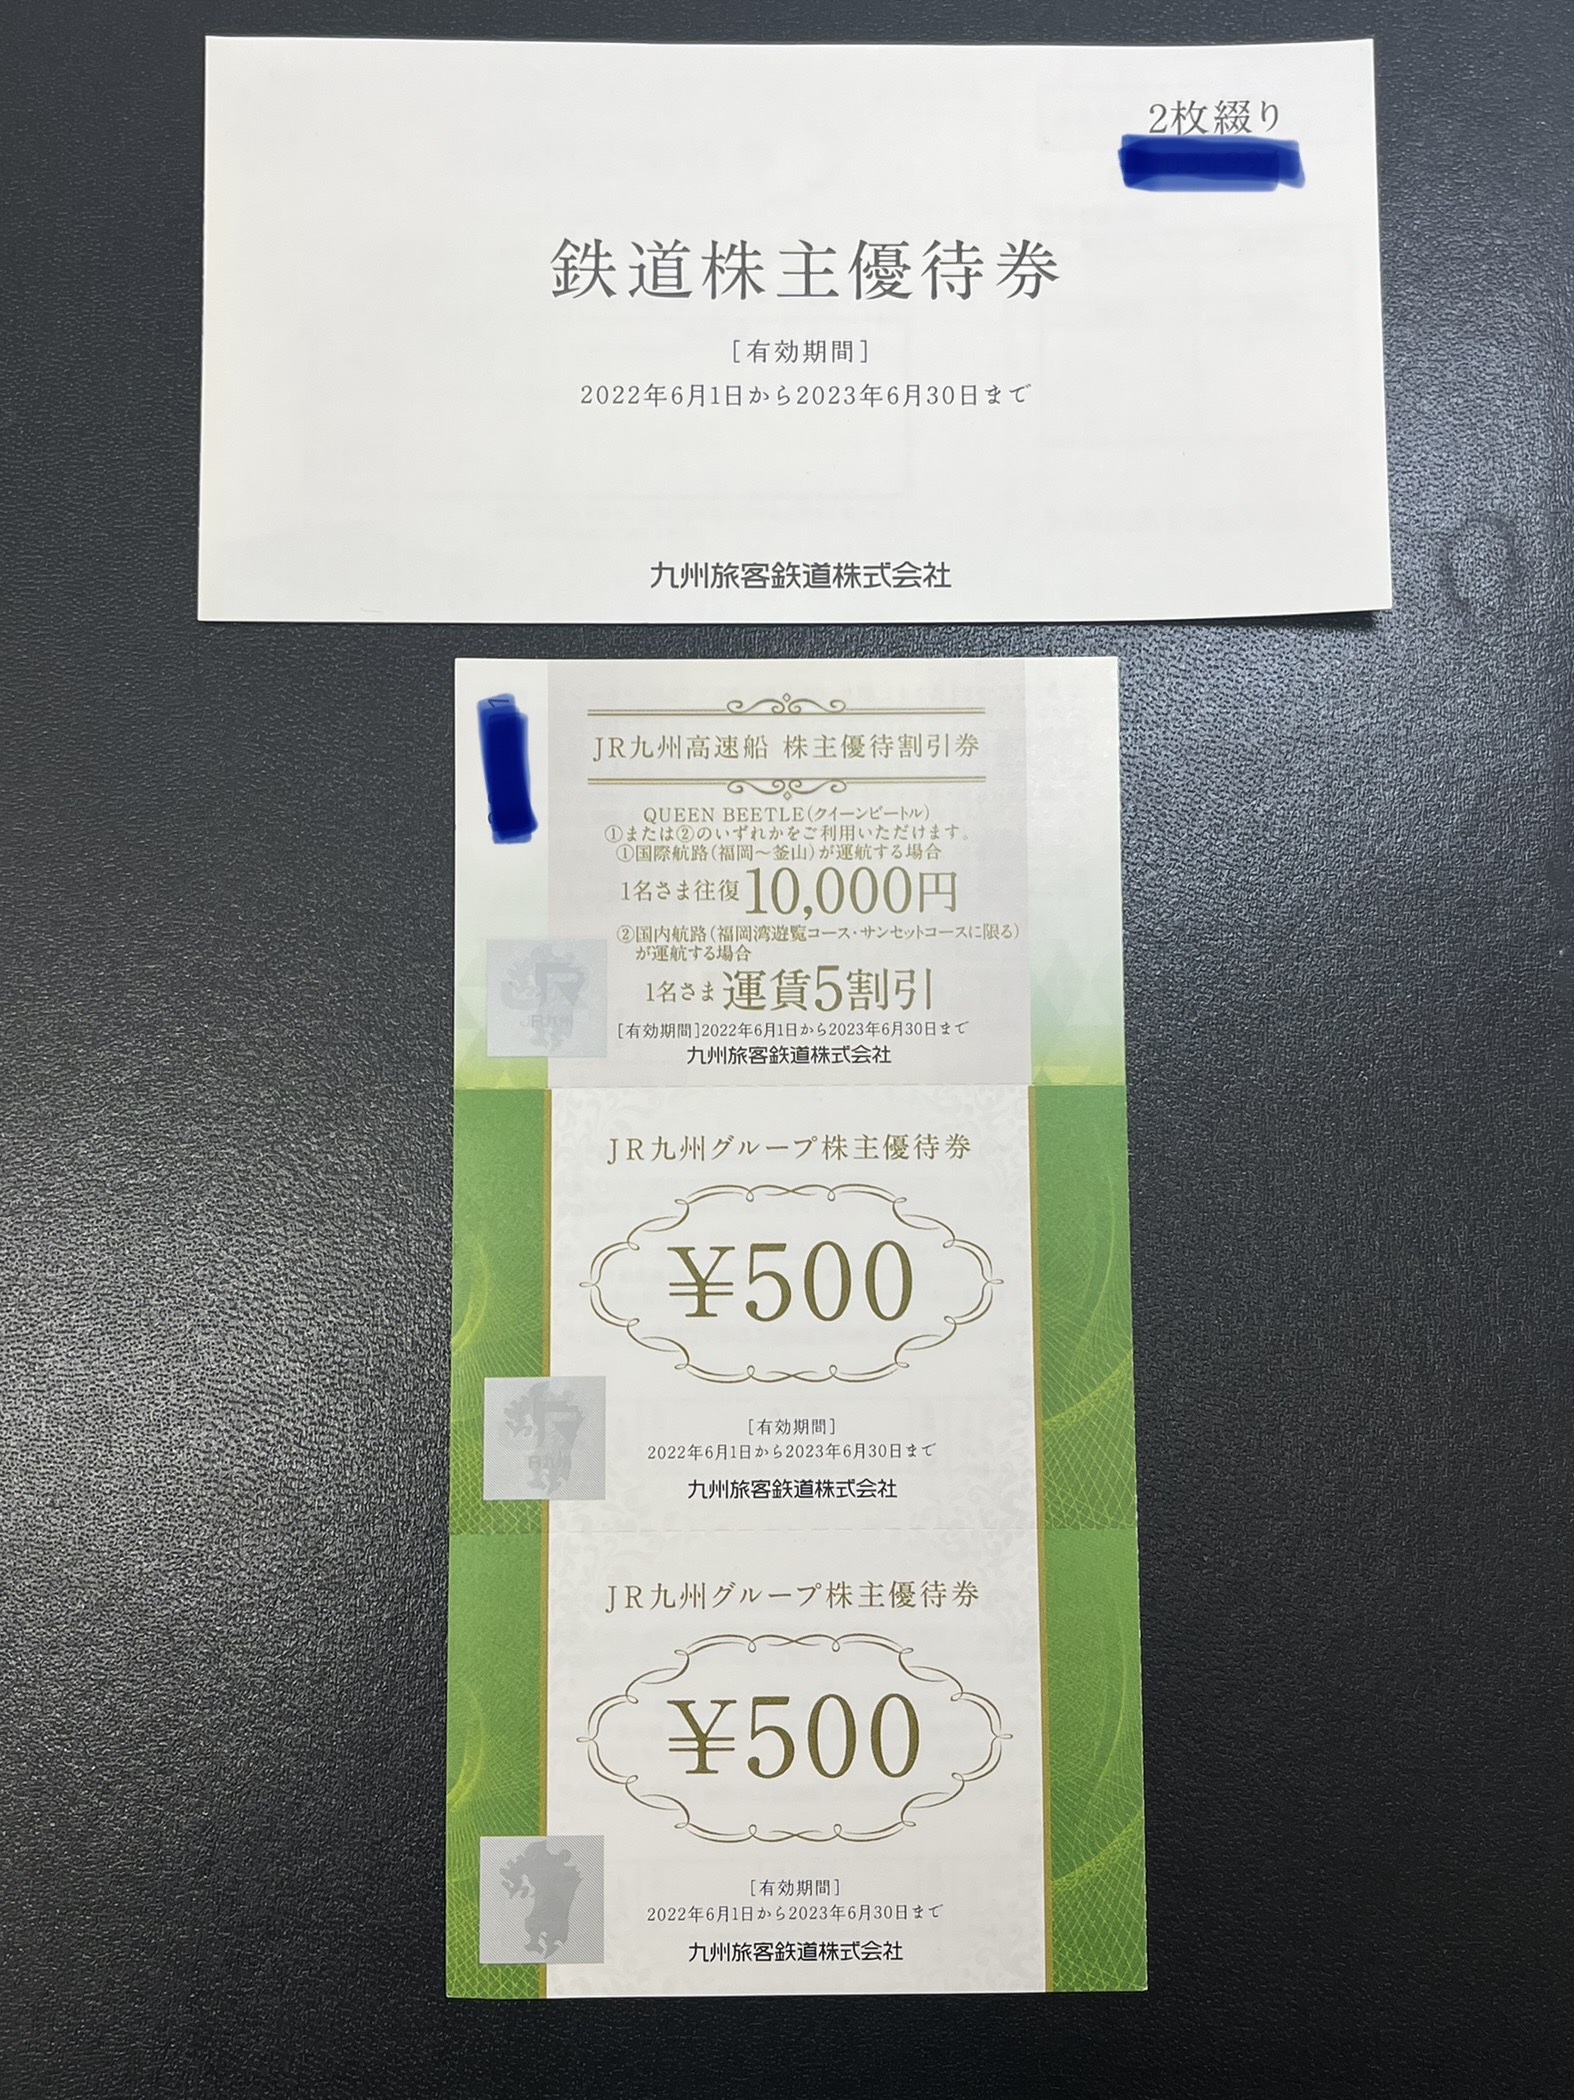 2枚綴り
鉄道株主優待券
[有効期間]
2022年6月1日から2023年6月30日まで
九州旅客鉄道株式会社
JR九州高速船 株主優待割引券
QUEEN BEETLE(クイーンビートル)
①または②のいずれかをご利用いただけます。
①国際航路(福岡〜釜山)が運航する場合
1名さま往復10,000円
②国内航路(福岡湾遊覧コース・サンセットコースに限る)
が運航する場合
1名さま 運賃5割引
[有効期間]2022年6月1日から2023年6月30日まで
九州旅客鉄道株式会社
JR九州グループ株主優待券
¥500
[有効期間]
2022年6月1日から2023年6月30日まで
九州旅客鉄道株式会社
JR九州グループ株主優待券
¥500
[有効期間]
2022年6月1日から2023年6月30日まで
九州旅客鉄道株式会社